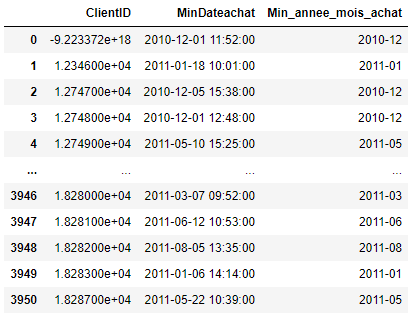 ClientID MinDateachat Min_annee_mois_achat
0 -9.223372e+18 2010-12-01 11:52:00 2010-12
1 1.234600e+04 2011-01-18 10:01:00 2011-01
2 1.274700e+04 2010-12-05 15:38:00 2010-12
3 1.274800e+04 2010-12-01 12:48:00 2010-12
4 1.274900e+04 2011-05-10 15:25:00 2011-05
... ... ... ...
3946 1.828000e+04 2011-03-07 09:52:00 2011-03
3947 1.828100e+04 2011-06-12 10:53:00 2011-06
3948 1.828200e+04 2011-08-05 13:35:00 2011-08
3949 1.828300e+04 2011-01-06 14:14:00 2011-01
3950 1.828700e+04 2011-05-22 10:39:00 2011-05